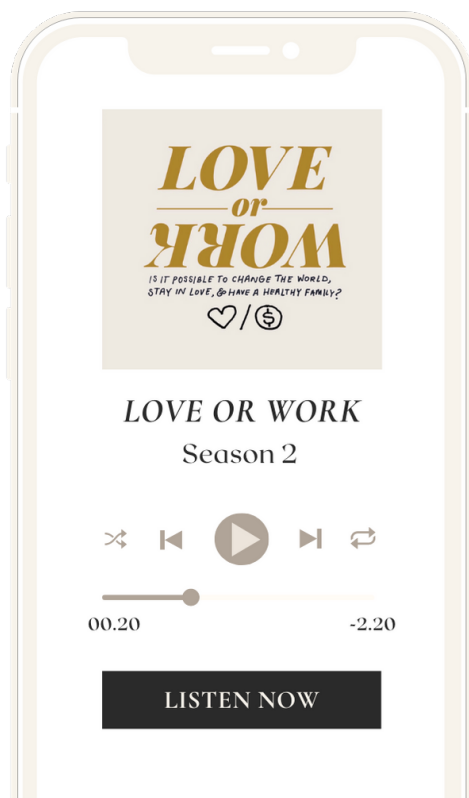 LOVE
or
WORK
IS IT POSSIBLE TO CHANGE THE WORLD,
STAY IN LOVE, & HAVE A HEALTHY FAMILY?
♡/$
LOVE OR WORK
Season 2
00.20 -2.20
LISTEN NOW